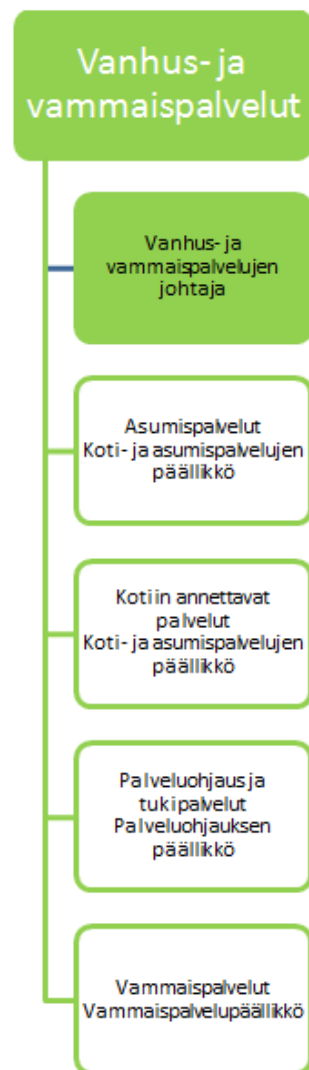 Vanhus- ja
vammaispalvelut
Vanhus- ja
vammaispalvelujen
johtaja
Asumispalvelut
Koti- ja asumispalvelujen
päällikkö
Kotiin annettavat
palvelut
Koti- ja asumispalvelujen
päällikkö
Palveluohjaus ja
tukipalvelut
Palveluohjauksen
päällikkö
Vammaispalvelut
Vammaispalvelupäällikkö